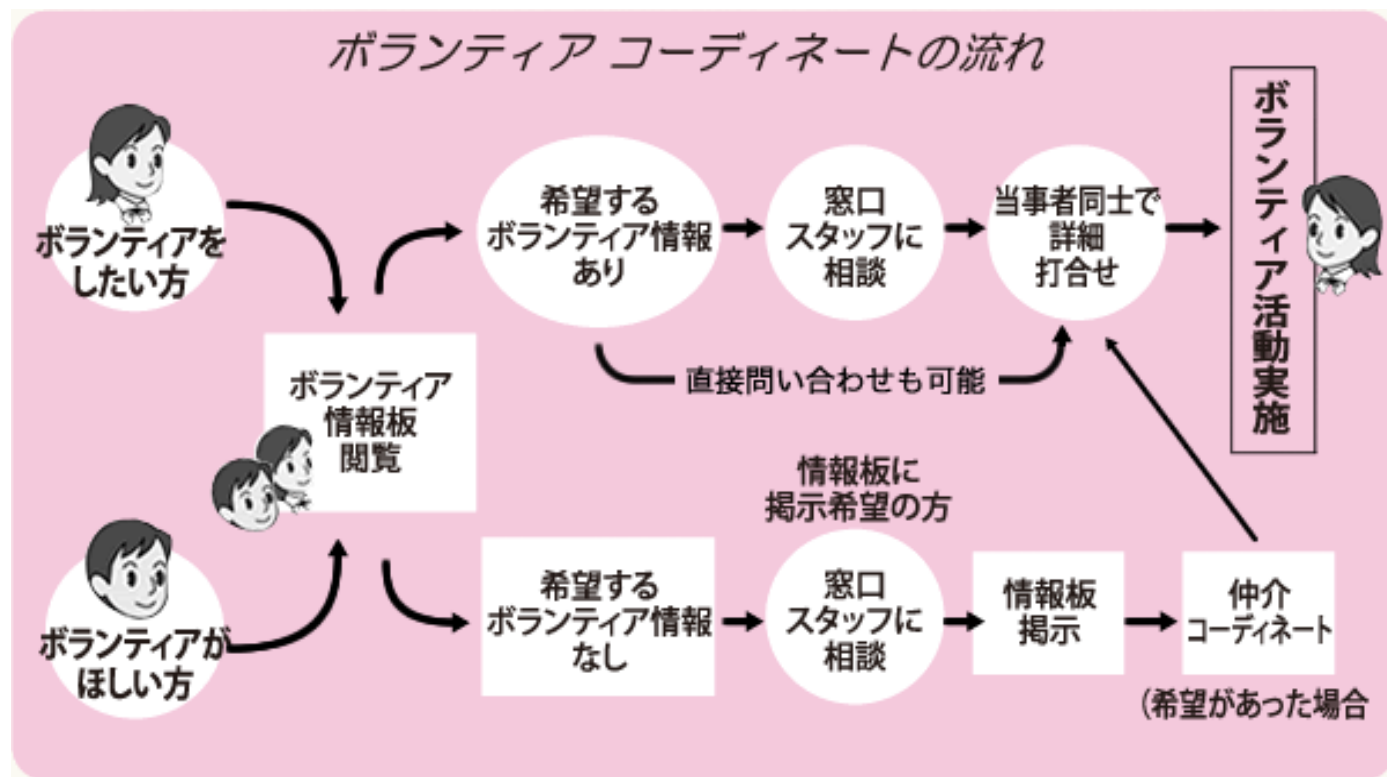 ボランティア コーディネートの流れ
ボランティアを
したい方
ボランティアが
ほしい方
ボランティア
情報板
閲覧
希望する
ボランティア情報
あり
窓口
スタッフに
相談
当事者同士で
詳細
打合せ
ボランティア活動実施
直接問い合わせも可能
希望する
ボランティア情報
なし
情報板に
掲示希望の方
窓口
スタッフに
相談
情報板
掲示
仲介
コーディネート
(希望があった場合